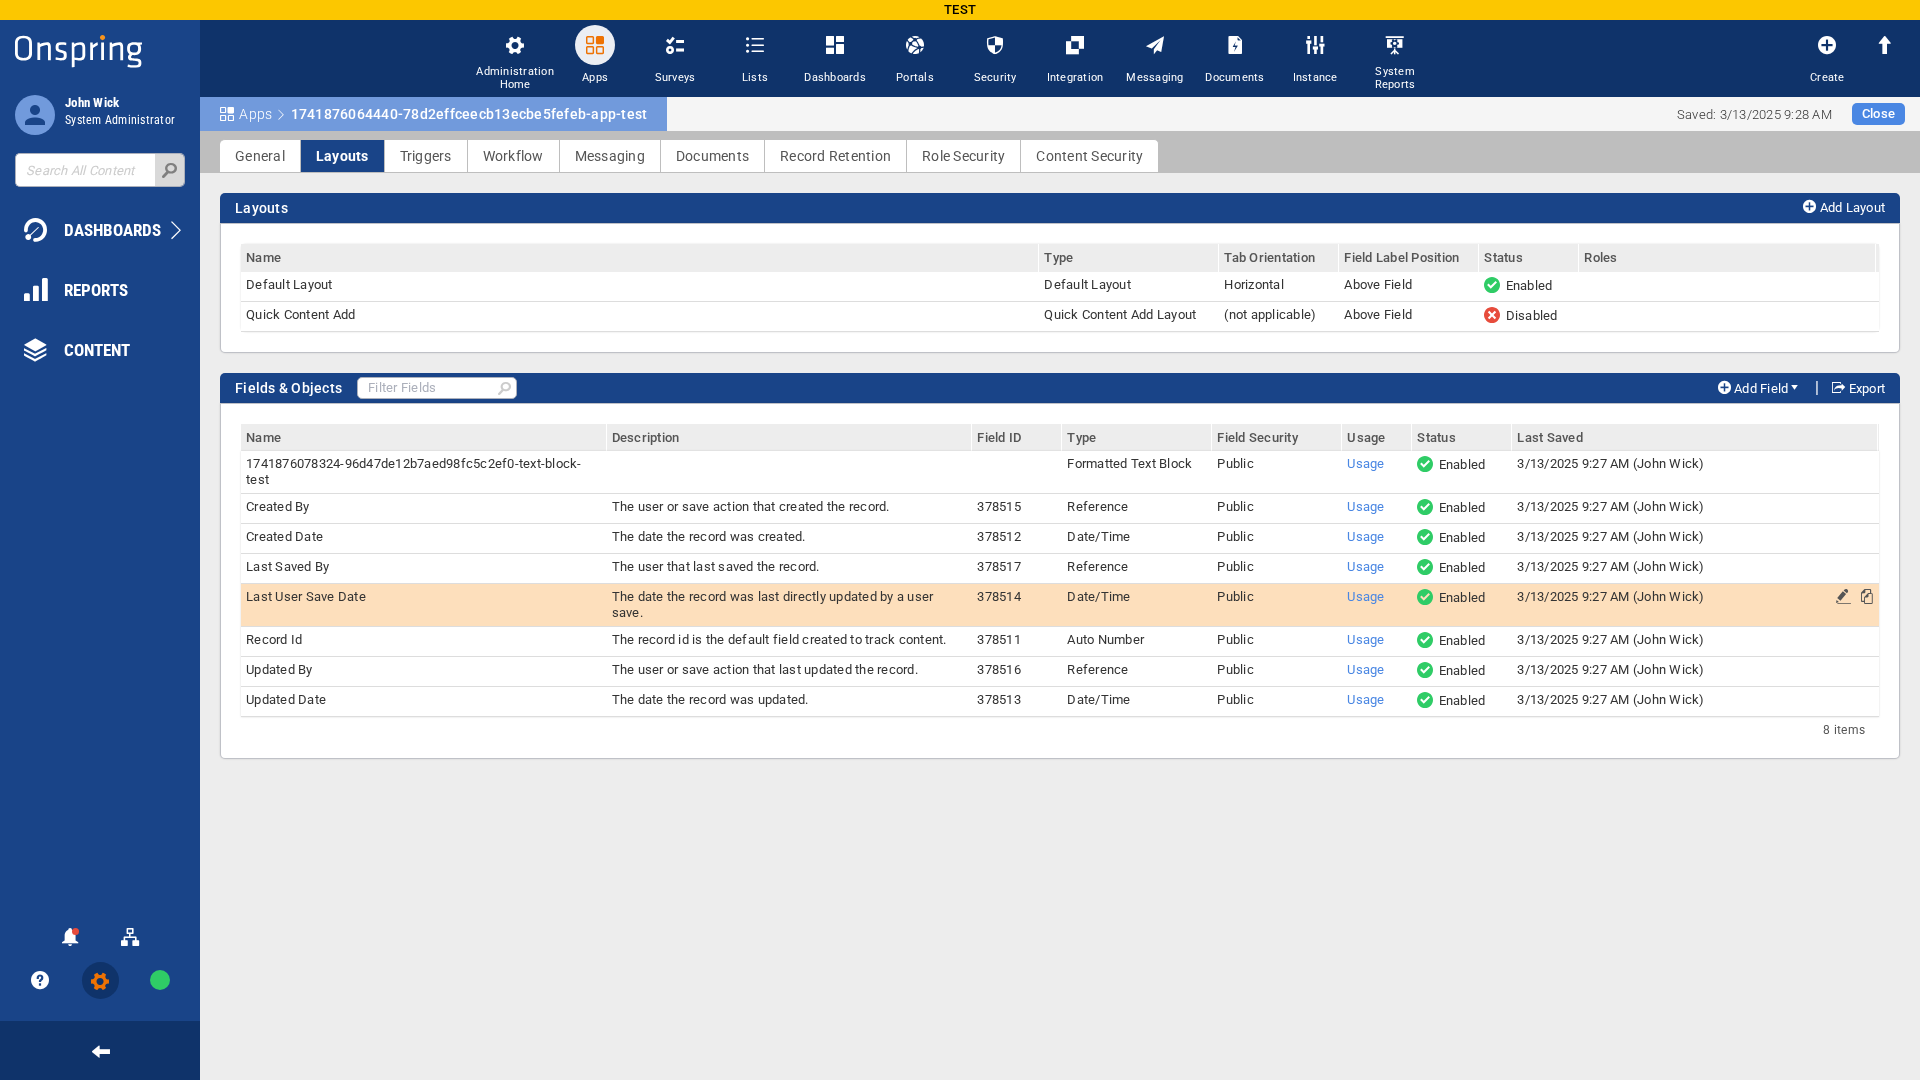 TEST
Onspring
John Wick
System Administrator
Search All Content
DASHBOARDS
REPORTS
CONTENT
Administration Home
Apps
Surveys
Lists
Dashboards
Portals
Security
Integration
Messaging
Documents
Instance
System Reports
Create
Apps 1741876064440-78d2effceecb13ecbe5fefeb-app-test
Saved: 3/13/2025 9:28 AM
Close
General Layouts Triggers Workflow Messaging Documents Record Retention Role Security Content Security
Layouts
Add Layout
Name Type Tab Orientation Field Label Position Status Roles
Default Layout Default Layout Horizontal Above Field Enabled
Quick Content Add Quick Content Add Layout (not applicable) Above Field Disabled
Fields & Objects
Filter Fields
Add Field | Export
Name Description Field ID Type Field Security Usage Status Last Saved
1741876078324-96d47de12b7aed98fc5c2ef0-text-block- Formatted Text Block Public Usage Enabled 3/13/2025 9:27 AM (John Wick)
test
Created By The user or save action that created the record. 378515 Reference Public Usage Enabled 3/13/2025 9:27 AM (John Wick)
Created Date The date the record was created. 378512 Date/Time Public Usage Enabled 3/13/2025 9:27 AM (John Wick)
Last Saved By The user that last saved the record. 378517 Reference Public Usage Enabled 3/13/2025 9:27 AM (John Wick)
Last User Save Date The date the record was last directly updated by a user 378514 Date/Time Public Usage Enabled 3/13/2025 9:27 AM (John Wick)
save.
Record Id The record id is the default field created to track content. 378511 Auto Number Public Usage Enabled 3/13/2025 9:27 AM (John Wick)
Updated By The user or save action that last updated the record. 378516 Reference Public Usage Enabled 3/13/2025 9:27 AM (John Wick)
Updated Date The date the record was updated. 378513 Date/Time Public Usage Enabled 3/13/2025 9:27 AM (John Wick)
8 items